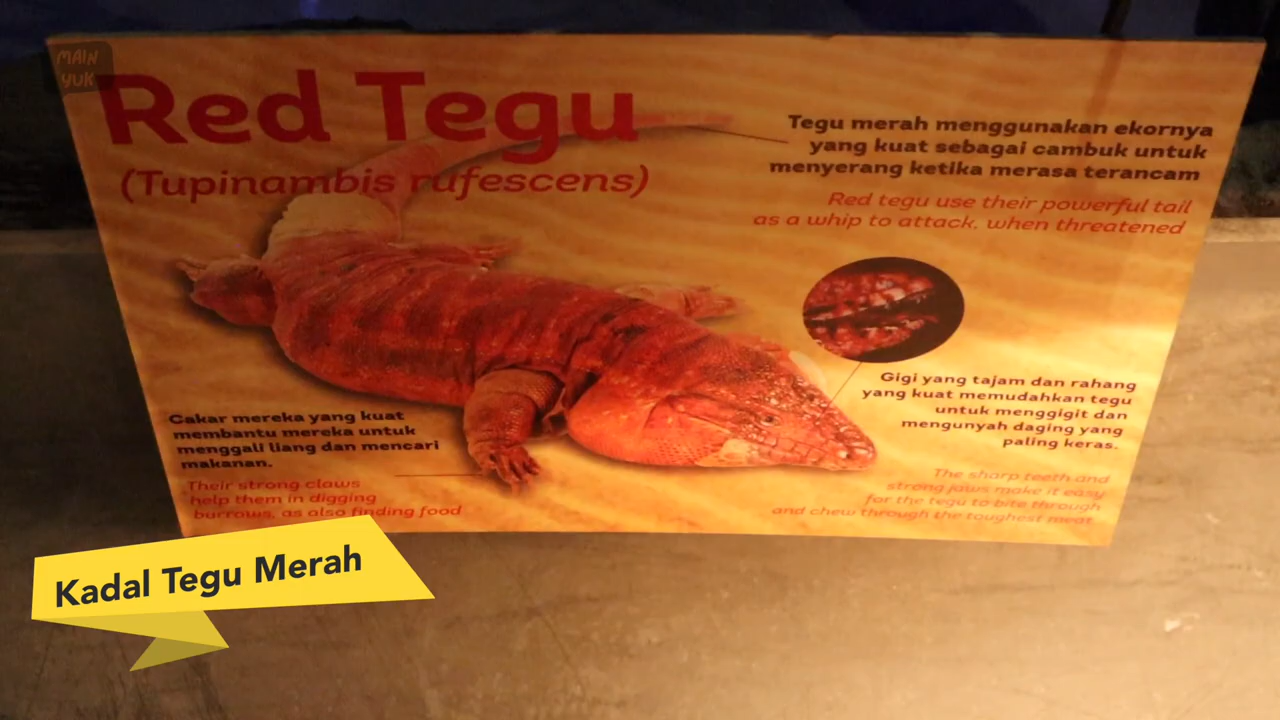 MAIN
YUK
Red Tegu
(Tupinambis rufescens)
Tegu merah menggunakan ekornya
yang kuat sebagai cambuk untuk
menyerang ketika merasa terancam
Red tegu use their powerful tail
as a whip to attack, when threatened
Gigi yang tajam dan rahang
yang kuat memudahkan tegu
untuk menggigit dan
mengunyah daging yang
paling keras.
The sharp teeth and
strong jaws make it easy
for the tegu to bite through
and chew through the toughest meat
Cakar mereka yang kuat
membantu mereka untuk
menggali liang dan mencari
makanan.
Their strong claws
help them in digging
burrows, as also finding food
Kadal Tegu Merah